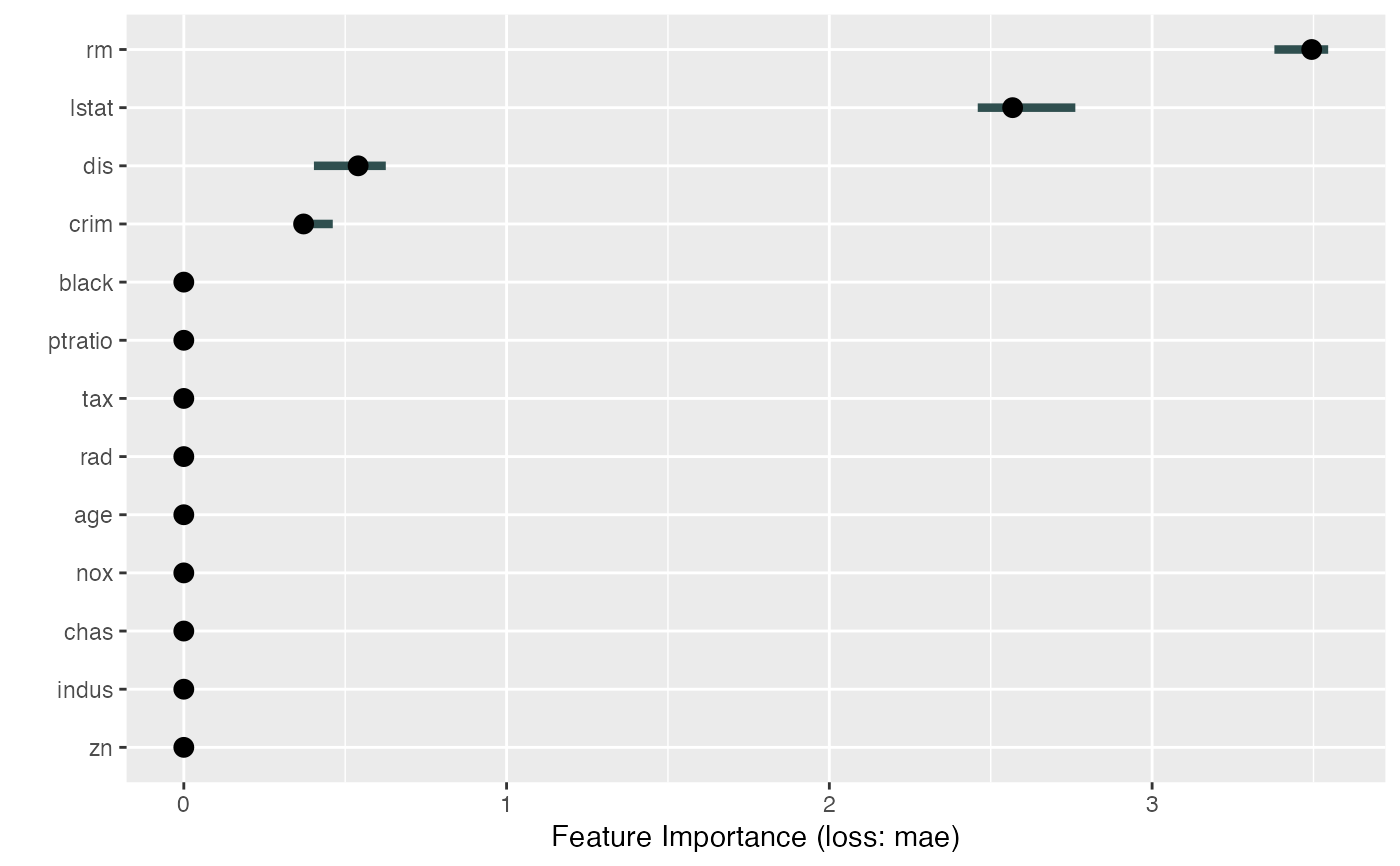 rm
lstat
dis
crim
black
ptratio
tax
rad
age
nox
chas
indus
zn
0 1 2 3
Feature Importance (loss: mae)